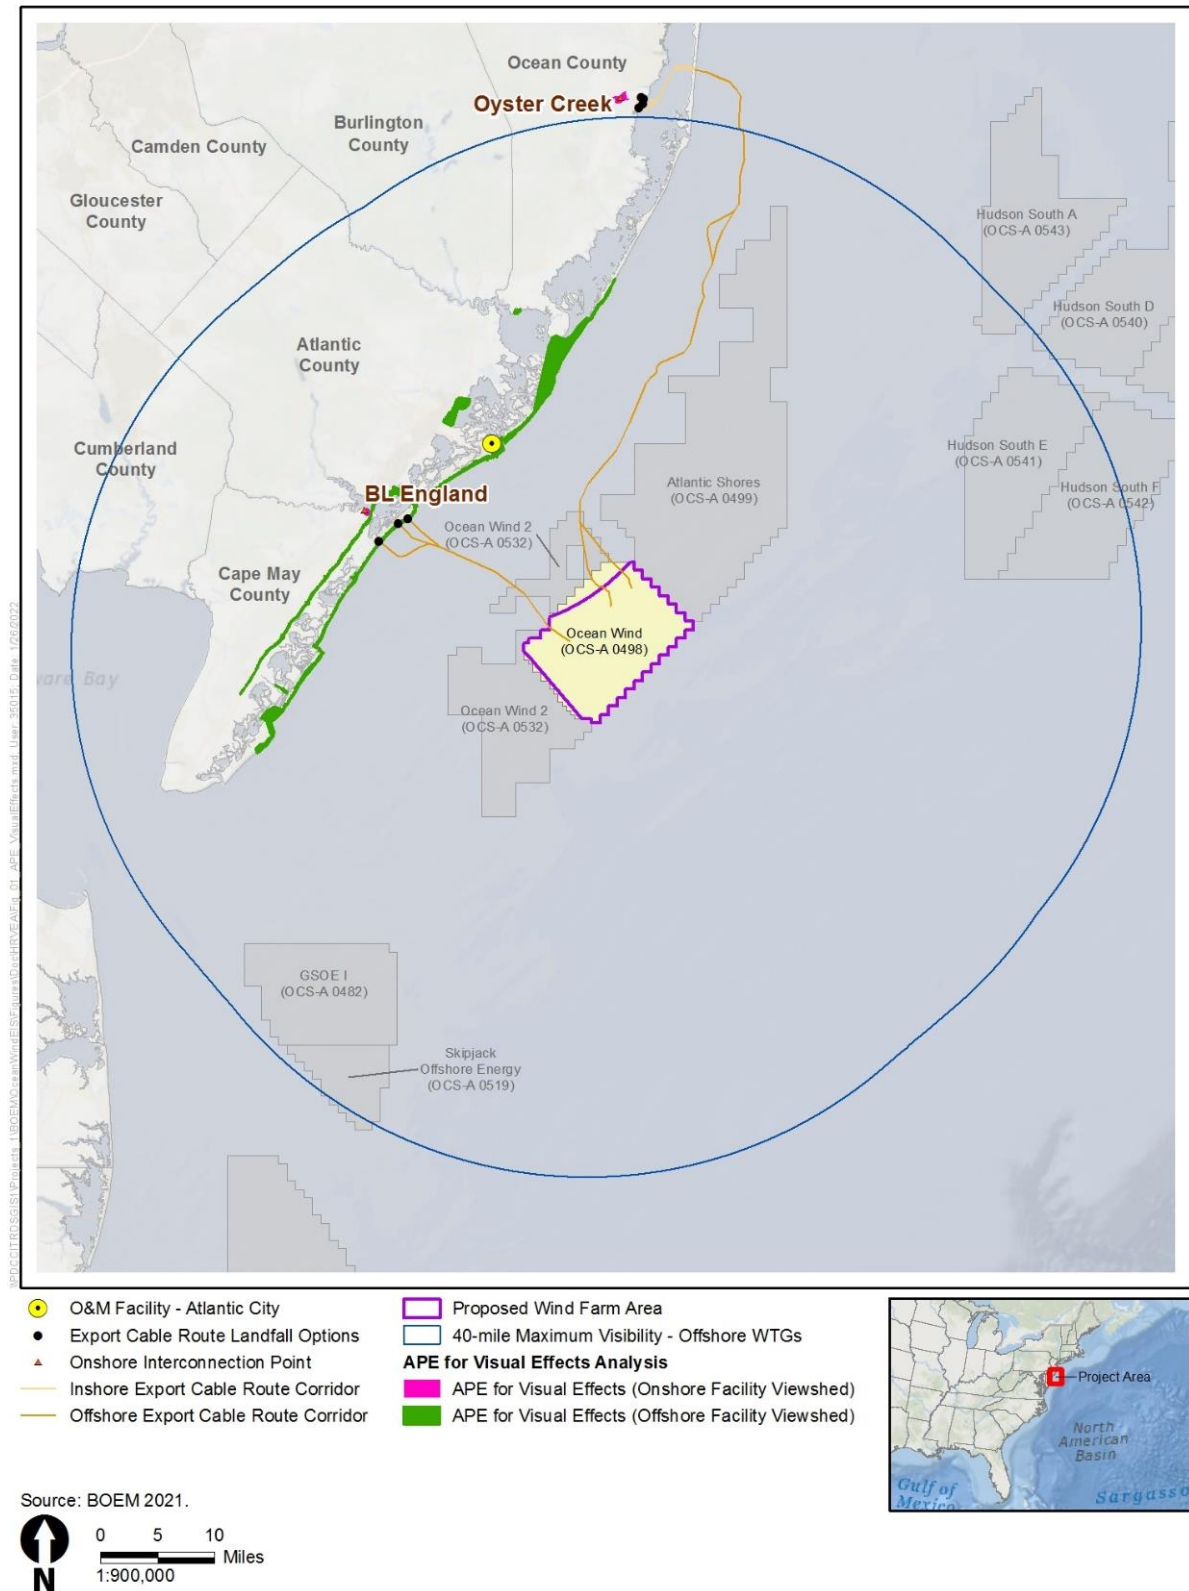 Ocean County
Oyster Creek
Burlington
County
Camden County
Gloucester
County
Hudson South A
(OCS-A 0543)
Hudson South D
(OCS-A 0540)
Atlantic
County
Cumberland
County
Hudson South E
(OCS-A 0541)
Hudson South F
(OCS-A 0542)
BL England
Atlantic Shores
(OCS-A 0499)
Ocean Wind 2
(OCS-A 0532)
Cape May
County
Ocean Wind
(OCS-A 0498)
ware Bay
Ocean Wind 2
(OCS-A 0532)
GSOE I
(OCS-A 0482)
Skipjack
Offshore Energy
(OCS-A 0519)
O&M Facility - Atlantic City
Export Cable Route Landfall Options
Onshore Interconnection Point
Inshore Export Cable Route Corridor
Offshore Export Cable Route Corridor
Proposed Wind Farm Area
40-mile Maximum Visibility - Offshore WTGs
APE for Visual Effects Analysis
APE for Visual Effects (Onshore Facility Viewshed)
APE for Visual Effects (Offshore Facility Viewshed)
Project Area
North
American
Basin
Gulf of
Mexico
Sargasso
Source: BOEM 2021.
0 5 10
Miles
1:900,000
N